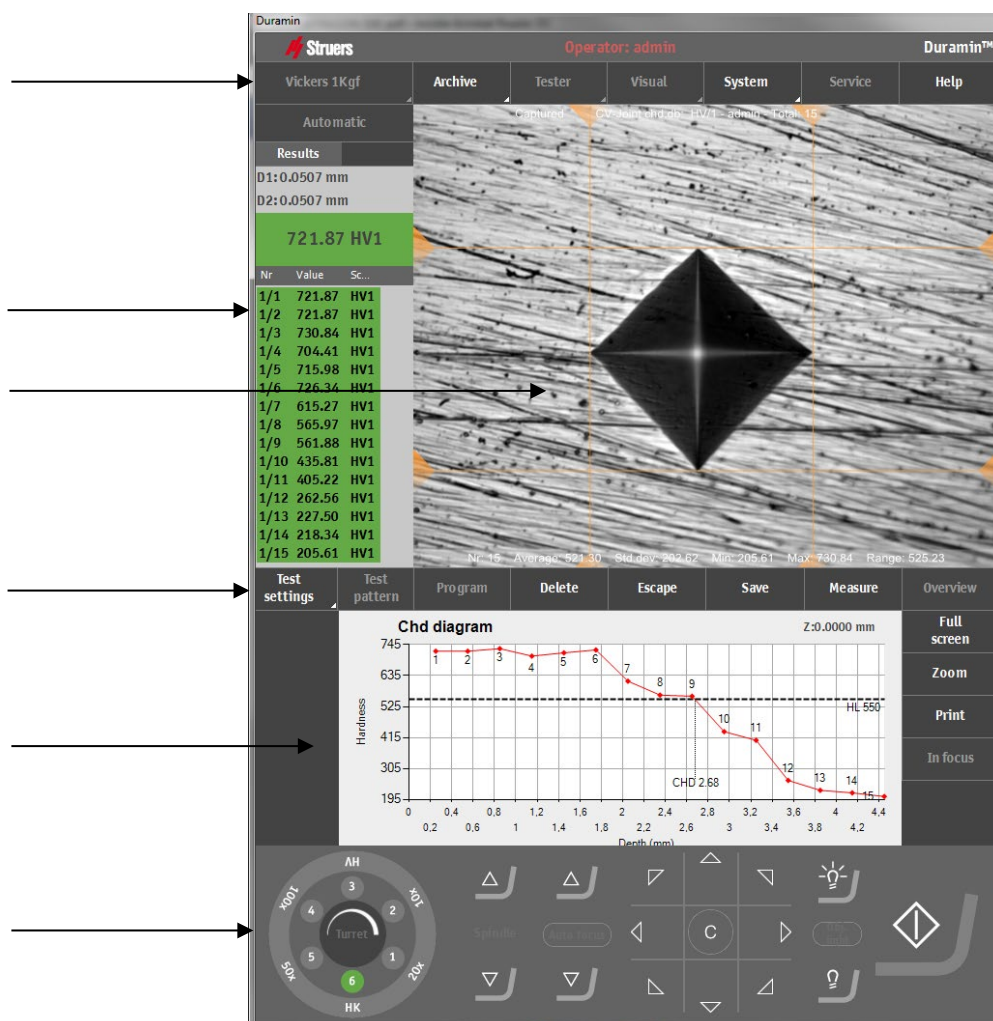 Duramin
Struers Operator: admin Duramin™
Vickers 1Kgf Archive Tester Visual System Service Help
Automatic
Captured CV-Joint chd.obi HV/1 - admin - Total: 15
Results
D1:0.0507 mm
D2:0.0507 mm
721.87 HV1
Nr Value Sc...
1/1 721.87 HV1
1/2 721.87 HV1
1/3 730.84 HV1
1/4 704.41 HV1
1/5 715.98 HV1
1/6 726.34 HV1
1/7 615.27 HV1
1/8 565.97 HV1
1/9 561.88 HV1
1/10 435.81 HV1
1/11 405.22 HV1
1/12 262.56 HV1
1/13 227.50 HV1
1/14 218.34 HV1
1/15 205.61 HV1
Nr: 15 Average: 521.30 Std.dev: 202.62 Min: 205.61 Max: 730.84 Range: 525.23
Test settings Test pattern Program Delete Escape Save Measure Overview
Chd diagram Z:0.0000 mm
Full screen
Zoom
Print
In focus
745
635
525
415
305
195
Hardness
1 2 3 4 5 6 7 8 9 10 11 12 13 14 15
HL 550
CHD 2.68
0 0,4 0,8 1,2 1,6 2 2,4 2,8 3,2 3,6 4 4,4
0,2 0,6 1 1,4 1,8 2,2 2,6 3 3,4 3,8 4,2
Depth (mm)
HV
100x 3 10x
4 2
Turret
5 1
50x 6 20x
HK
Spindle
Auto focus
C